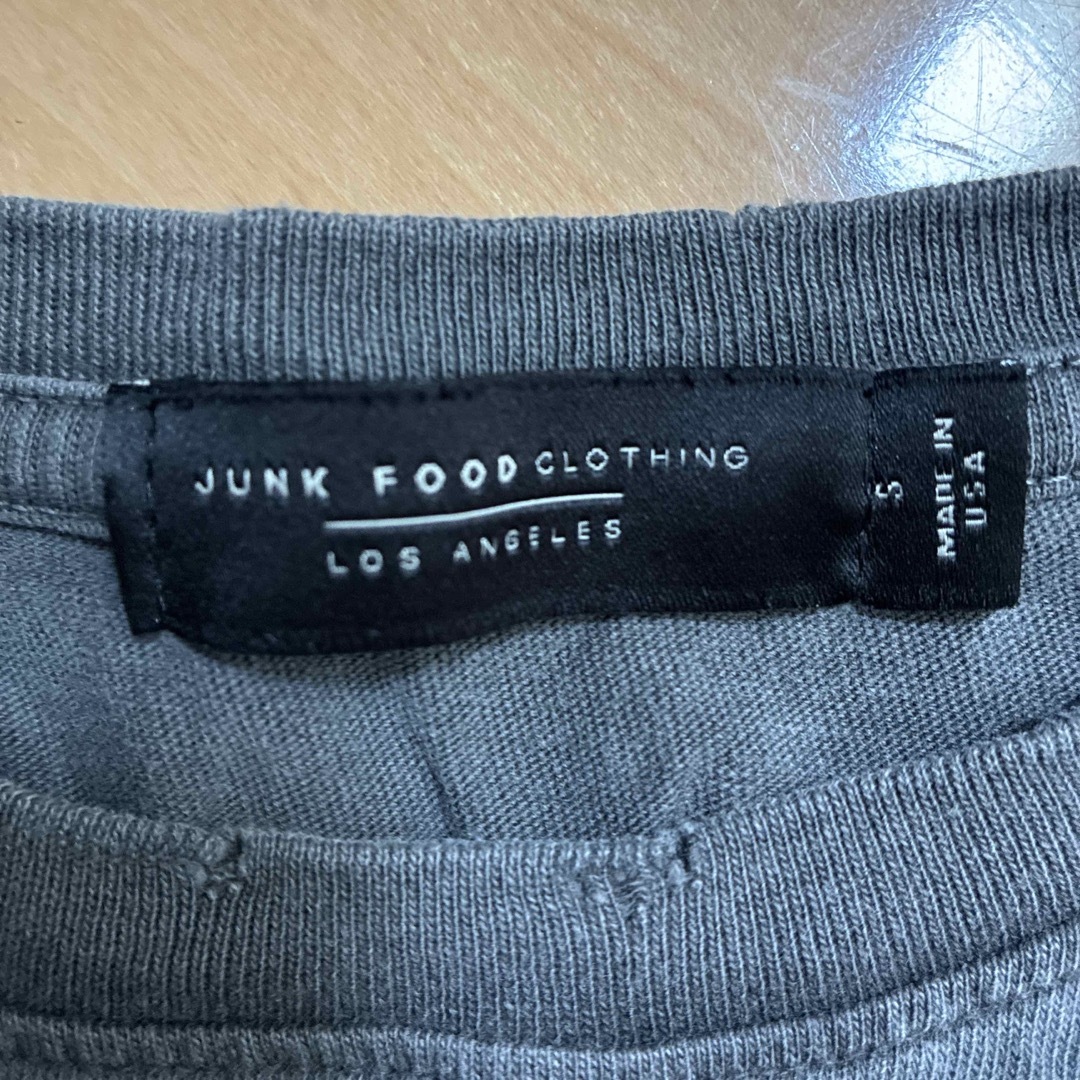 JUNK FOOD CLOTHING
LOS ANGELES
S
MADE IN
USA